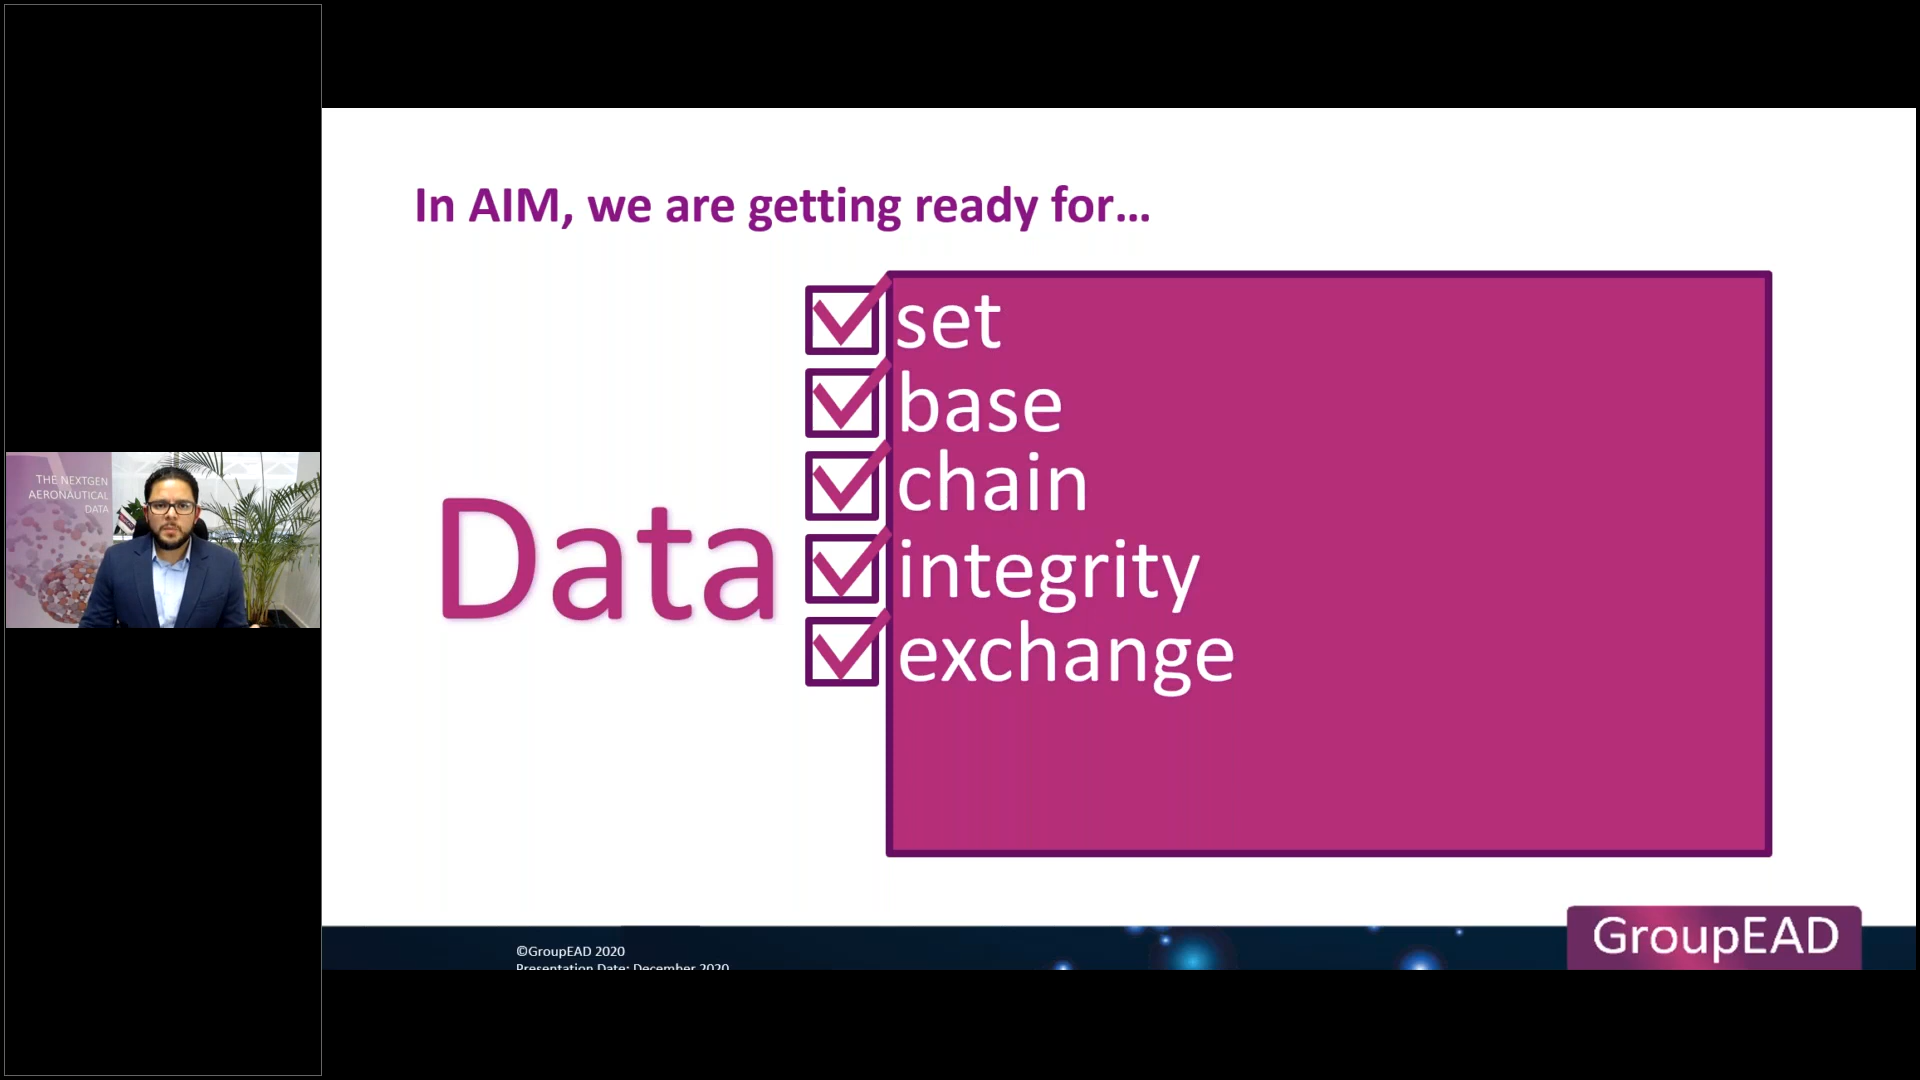 THE NEXTGEN
AERONAUTICAL
DATA
In AIM, we are getting ready for...
Data
set
base
chain
integrity
exchange
©GroupEAD 2020
Presentation Date: December 2020
GroupEAD